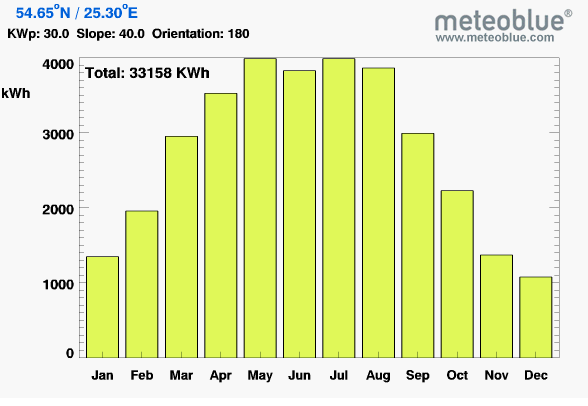 54.65°N / 25.30°E
KWp: 30.0 Slope: 40.0 Orientation: 180
meteoblue®
www.meteoblue.com
Total: 33158 KWh
kWh
4000
3000
2000
1000
0
Jan Feb Mar Apr May Jun Jul Aug Sep Oct Nov Dec